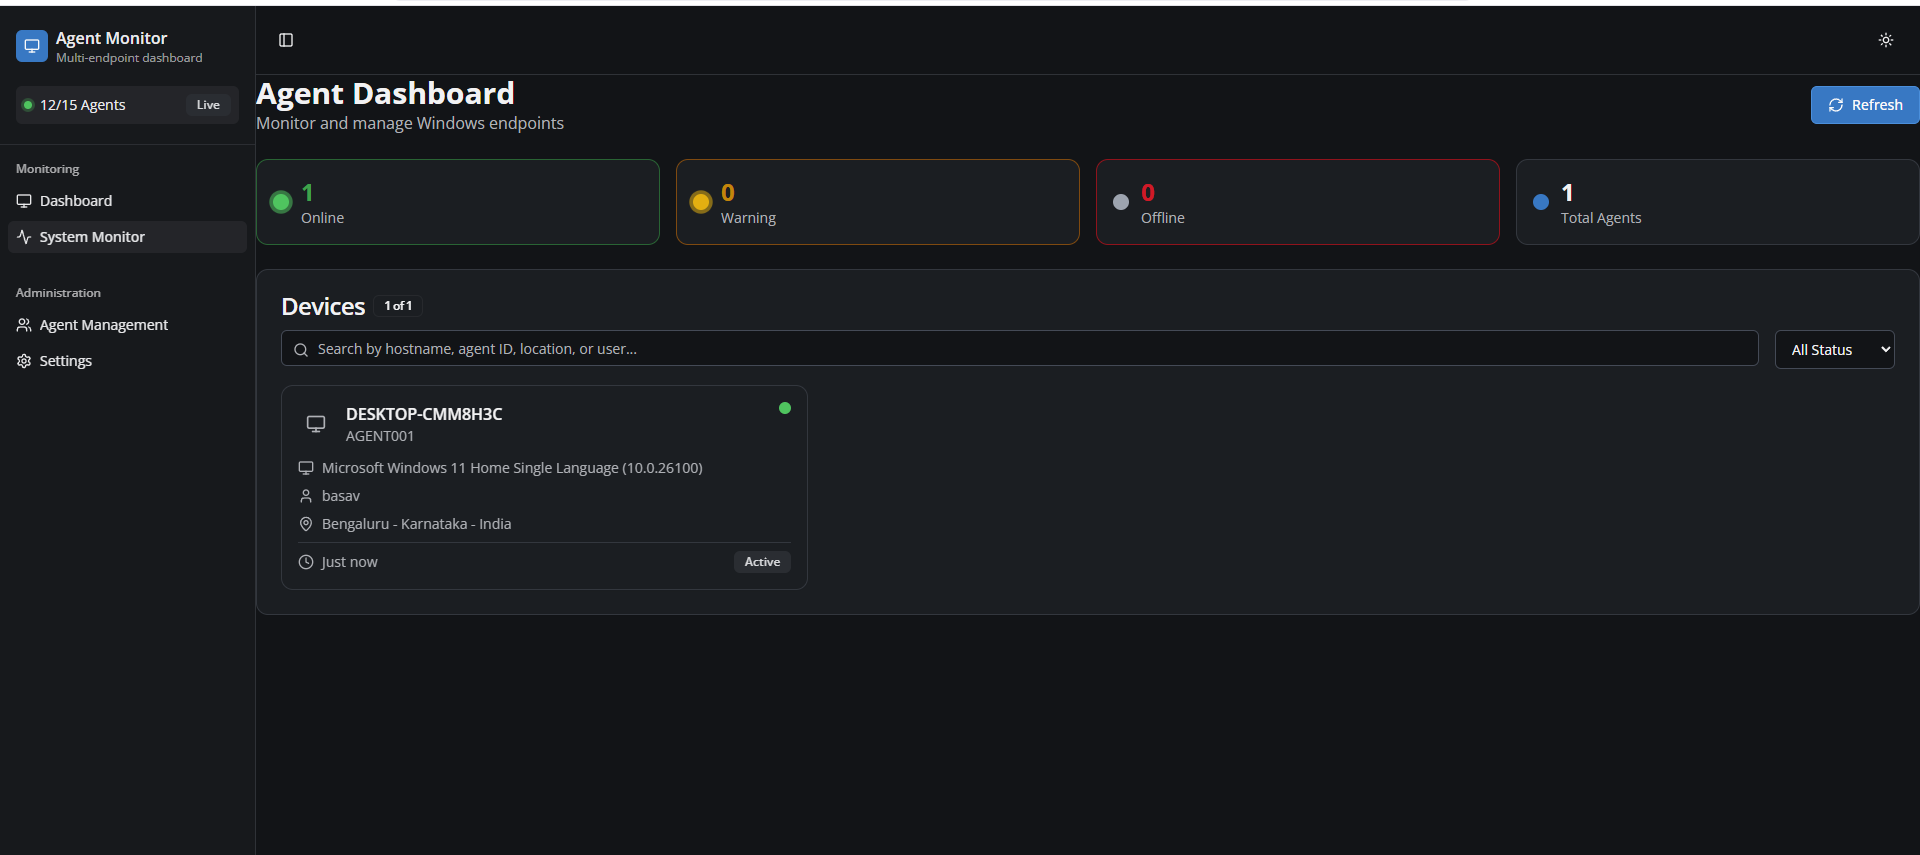 Agent Monitor
Multi-endpoint dashboard
12/15 Agents
Live
Monitoring
Dashboard
System Monitor
Administration
Agent Management
Settings
Agent Dashboard
Monitor and manage Windows endpoints
Refresh
1
Online
0
Warning
0
Offline
1
Total Agents
Devices
1 of 1
Search by hostname, agent ID, location, or user...
All Status
DESKTOP-CMM8H3C
AGENT001
Microsoft Windows 11 Home Single Language (10.0.26100)
basav
Bengaluru - Karnataka - India
Just now
Active